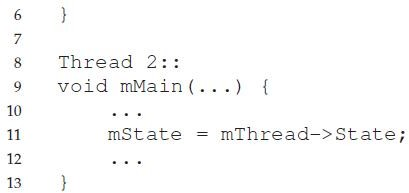 6 }
7
8 Thread 2::
9 void mMain(...) {
10 ...
11 mState = mThread->State;
12 ...
13 }